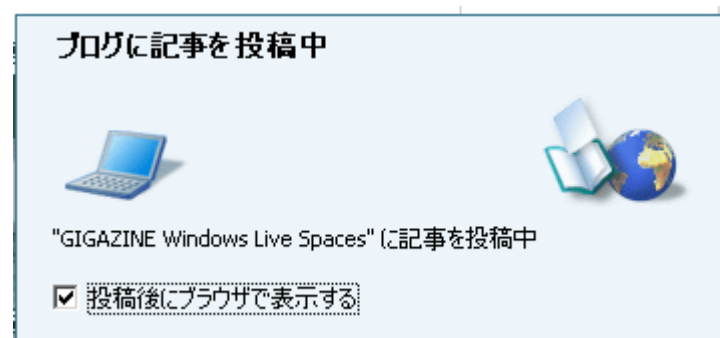 ブログに記事を投稿中
"GIGAZINE Windows Live Spaces" に記事を投稿中
投稿後にブラウザで表示する